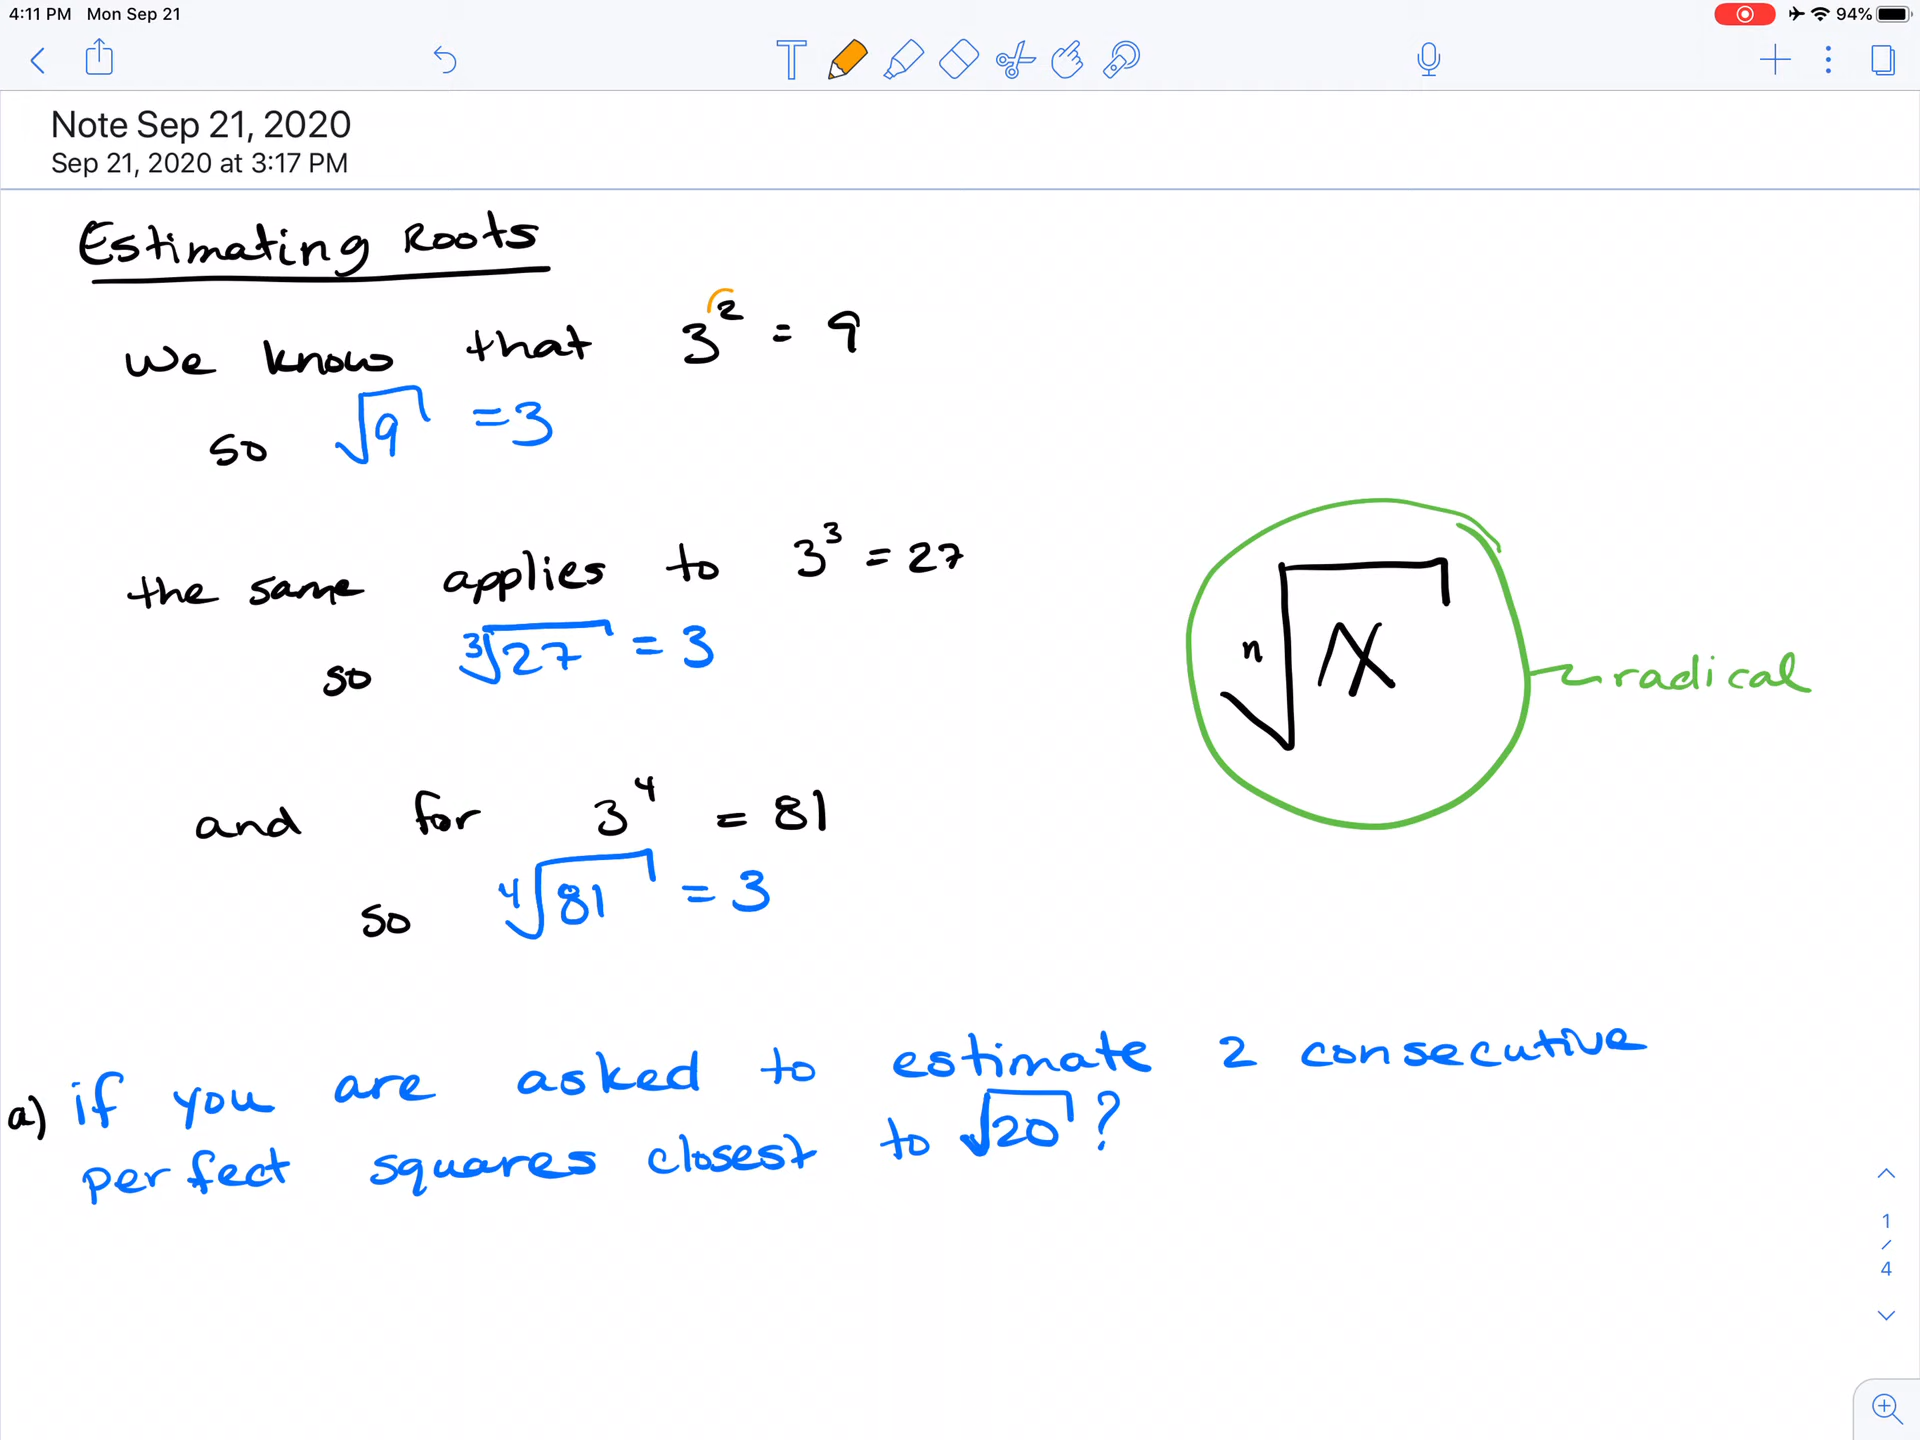 4:11 PM Mon Sep 21
94%
Note Sep 21, 2020
Sep 21, 2020 at 3:17 PM
Estimating Roots
We know that 3² = 9
so √9 = 3
the same applies to 3³ = 27
so ³√27 = 3
ⁿ√x
radical
and for 3⁴ = 81
so ⁴√81 = 3
a) if you are asked to estimate 2 consecutive
perfect squares closest to √20 ?
1
/
4